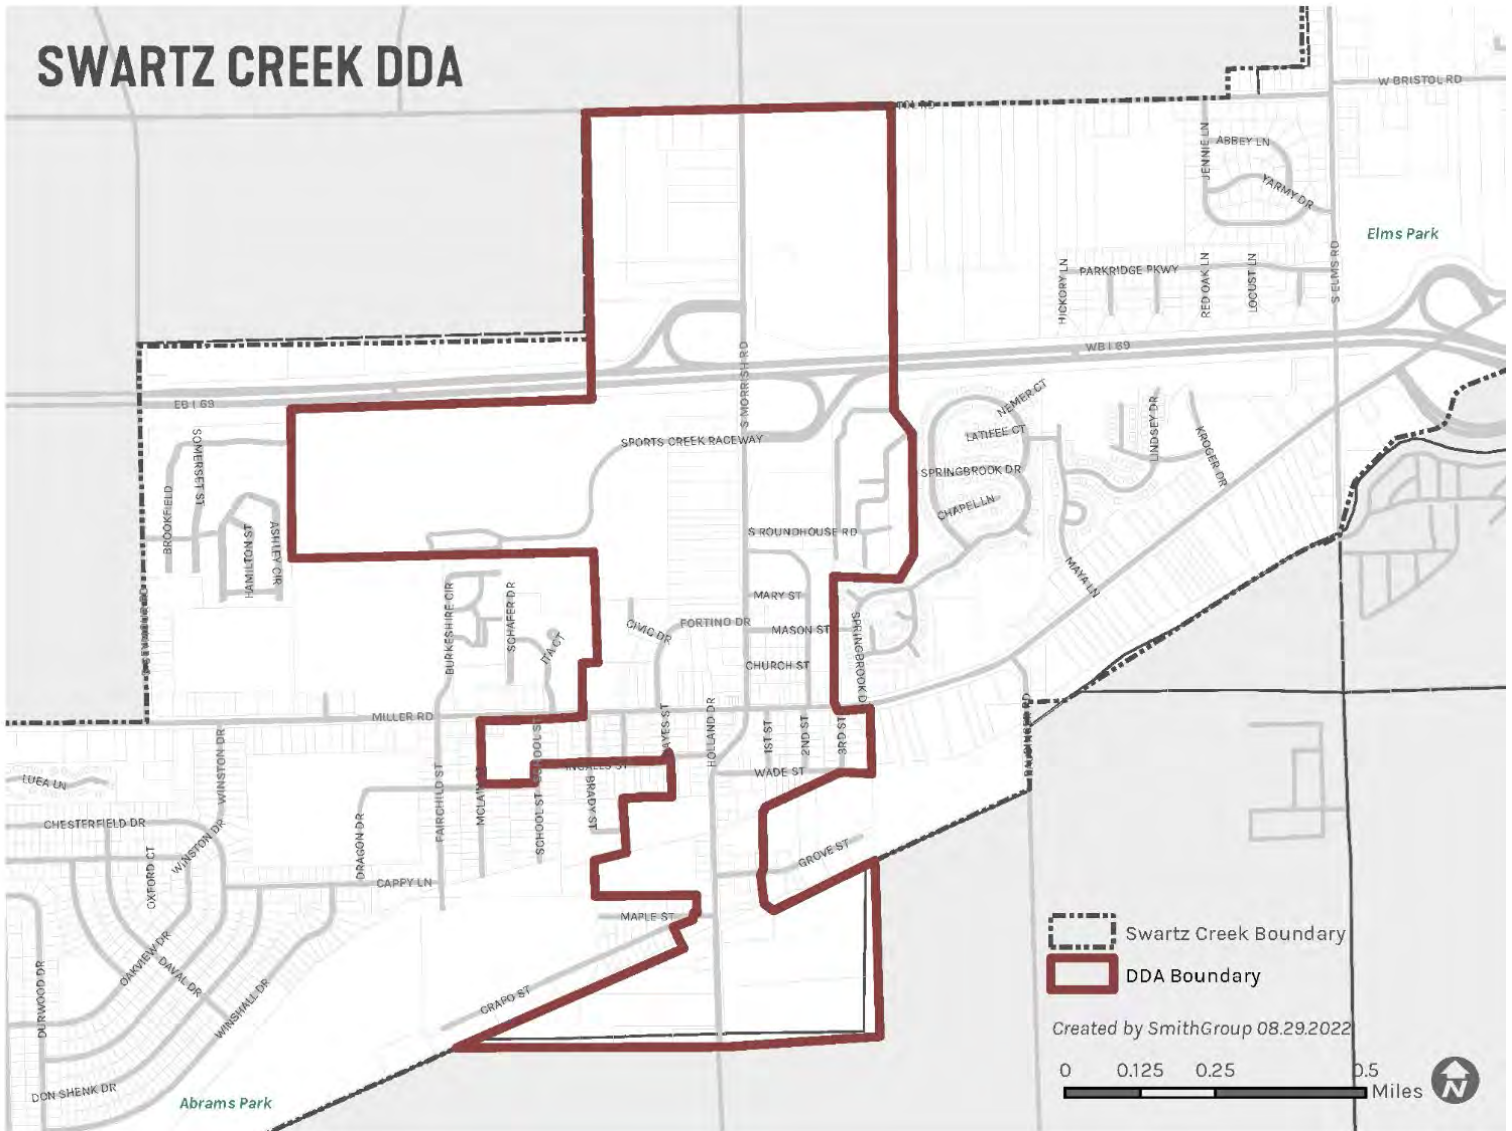 SWARTZ CREEK DDA
W BRISTOL RD
JENNIE LN
ABBEY LN
YARMY DR
Elms Park
HICKORY LN
PARKRIDGE PKWY
RED OAK LN
LOCUST LN
S ELMS RD
WB I 69
EB I 69
S MORRISH RD
SPORTS CREEK RACEWAY
NEMER CT
LATIFEE CT
SPRINGBROOK DR
CHAPEL LN
LINDSEY DR
KROGER DR
SOMERSET ST
BROOKFIELD
HAMILTON ST
ASHLEY CIR
S ROUNDHOUSE RD
MAYA LN
BURKESHIRE CIR
SCHAFER DR
ITA CT
CIVIC DR
FORTINO DR
MARY ST
MASON ST
CHURCH ST
SPRINGBROOK D
MILLER RD
HOLLAND DR
1ST ST
2ND ST
3RD ST
WADE ST
SCHOOL ST
SCHOOL ST
BRADY ST
FAIRCHILD ST
LUEA LN
WINSTON DR
CHESTERFIELD DR
WINSTON DR
OXFORD CT
DRAGON DR
CAPPY LN
GROVE ST
MAPLE ST
CRAPO ST
OAKVIEW DR
DAVAL DR
WINSHALL DR
DURWOOD DR
DON SHENK DR
Abrams Park
Swartz Creek Boundary
DDA Boundary
Created by SmithGroup 08.29.2022
0 0.125 0.25 0.5
Miles
N